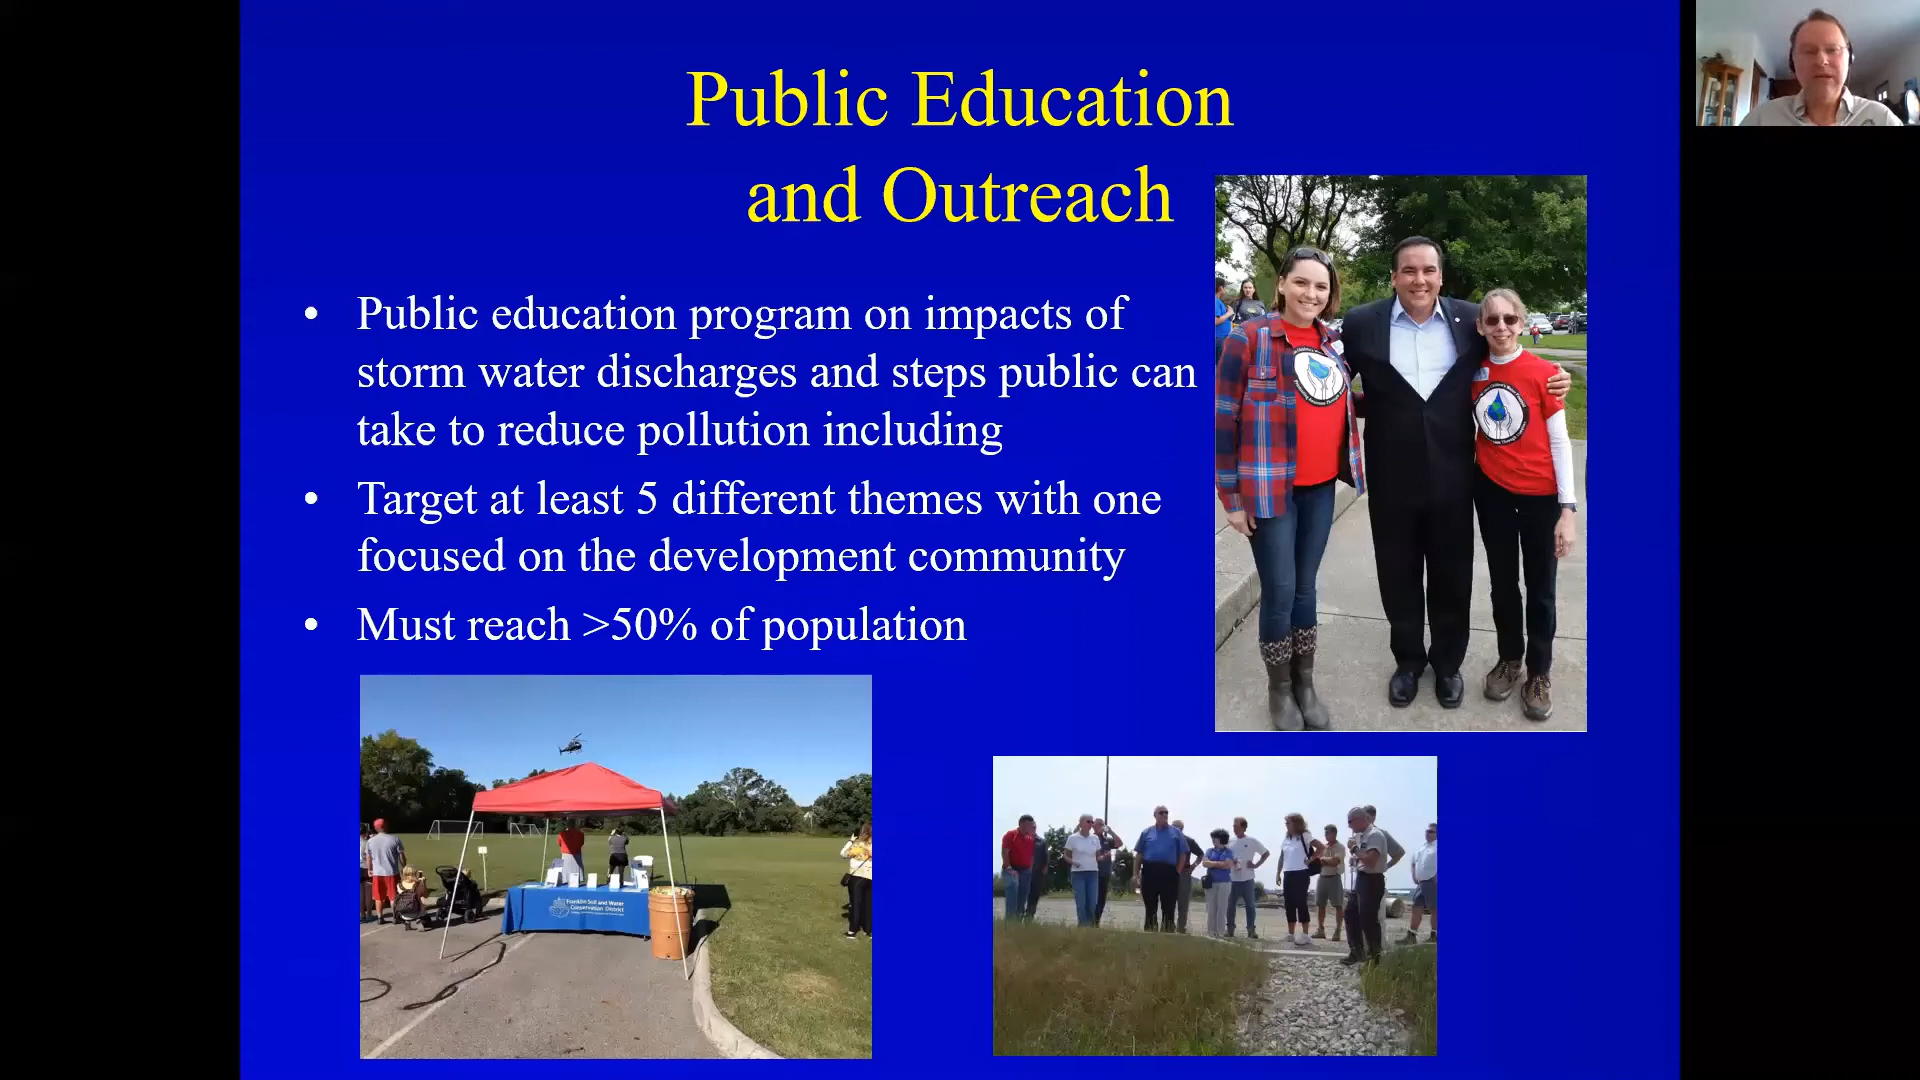 Public Education
and Outreach
• Public education program on impacts of
storm water discharges and steps public can
take to reduce pollution including
• Target at least 5 different themes with one
focused on the development community
• Must reach >50% of population
Franklin Soil and Water
Conservation District